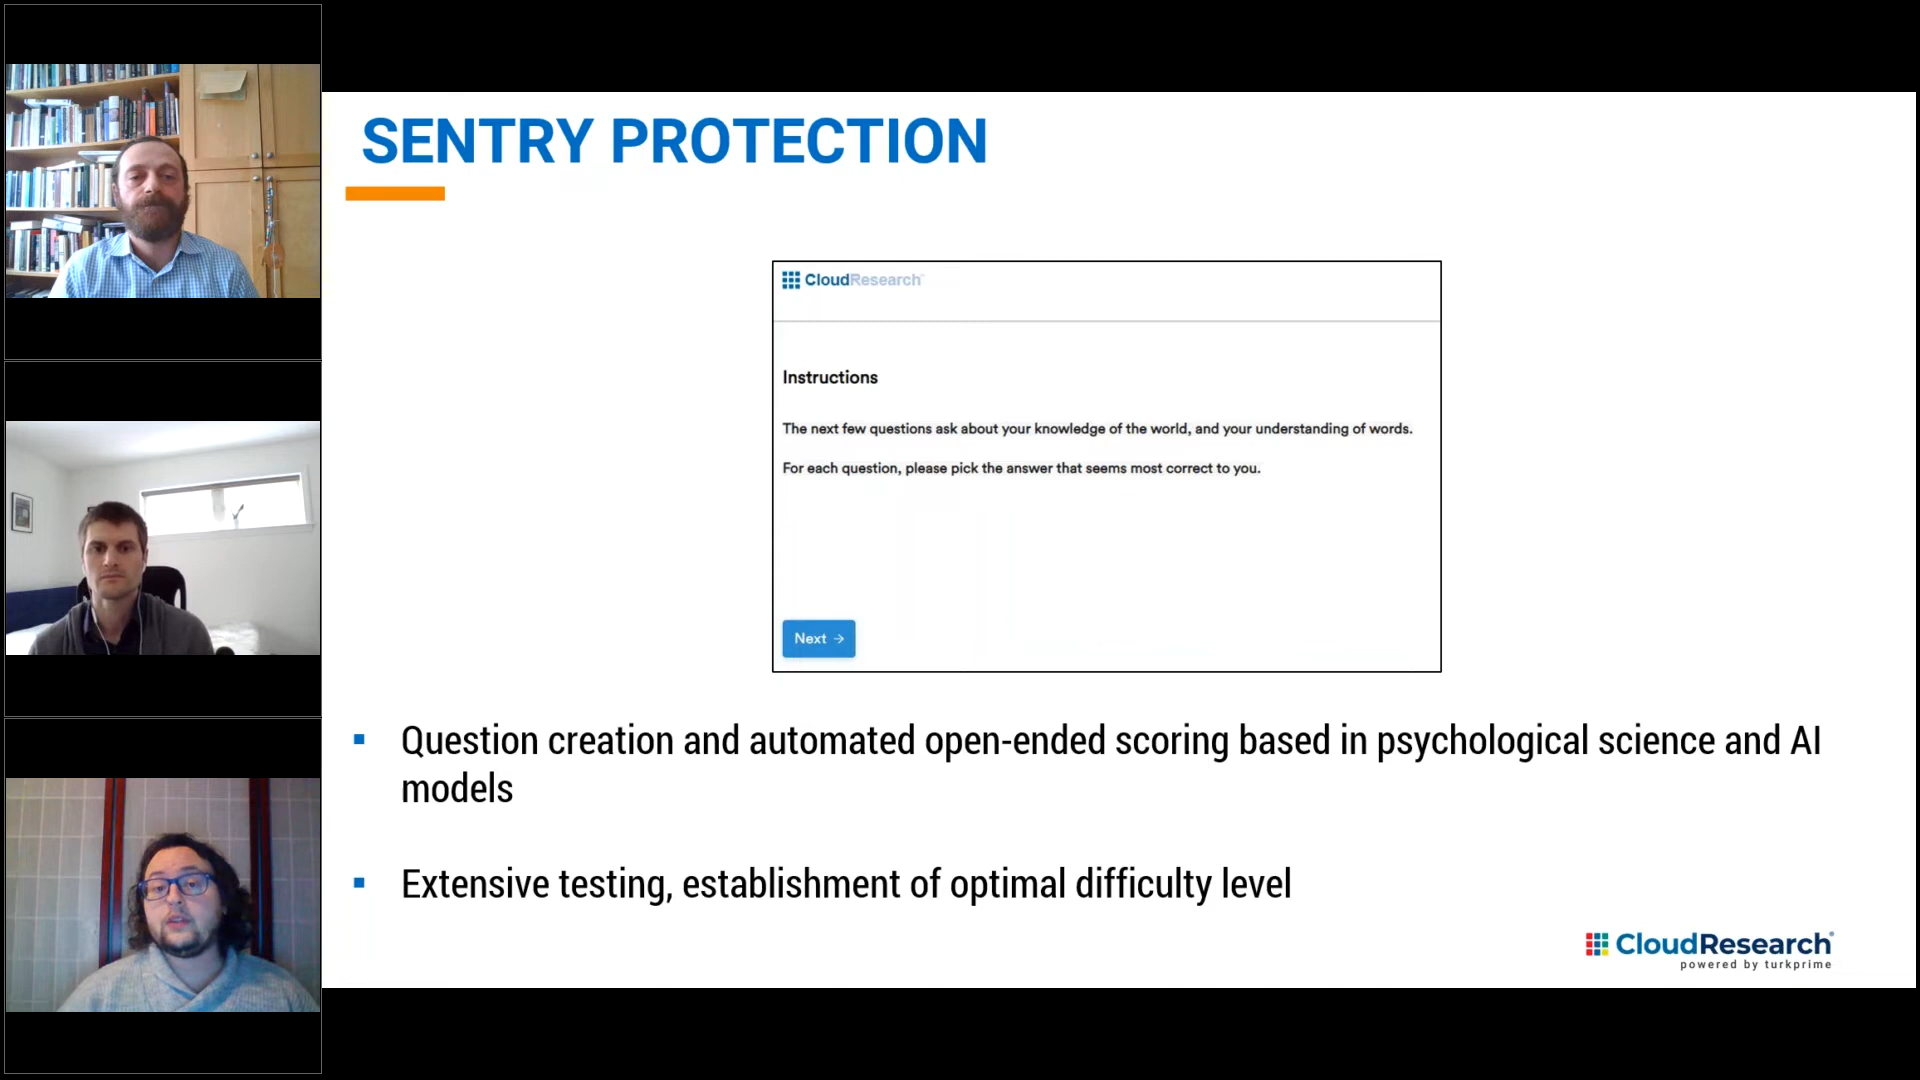 SENTRY PROTECTION
CloudResearch
Instructions
The next few questions ask about your knowledge of the world, and your understanding of words.
For each question, please pick the answer that seems most correct to you.
Next →
▪ Question creation and automated open-ended scoring based in psychological science and AI
models
▪ Extensive testing, establishment of optimal difficulty level
CloudResearch®
powered by turkprime